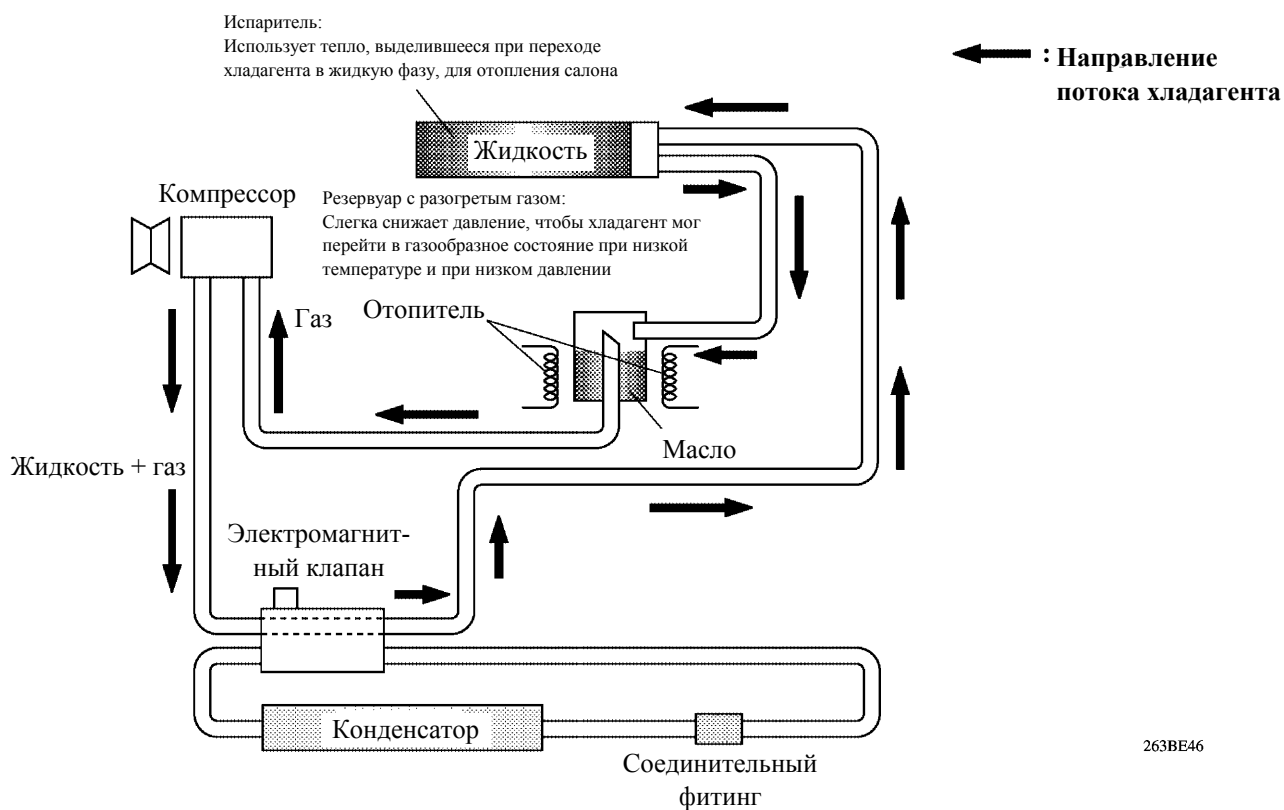 Испаритель:
Использует тепло, выделившееся при переходе
хладагента в жидкую фазу, для отопления салона
: Направление
потока хладагента
Жидкость
Компрессор
Резервуар с разогретым газом:
Слегка снижает давление, чтобы хладагент мог
перейти в газообразное состояние при низкой
температуре и при низком давлении
Газ
Отопитель
Масло
Жидкость + газ
Электромагнит-
ный клапан
Конденсатор
Соединительный
фитинг
263BE46